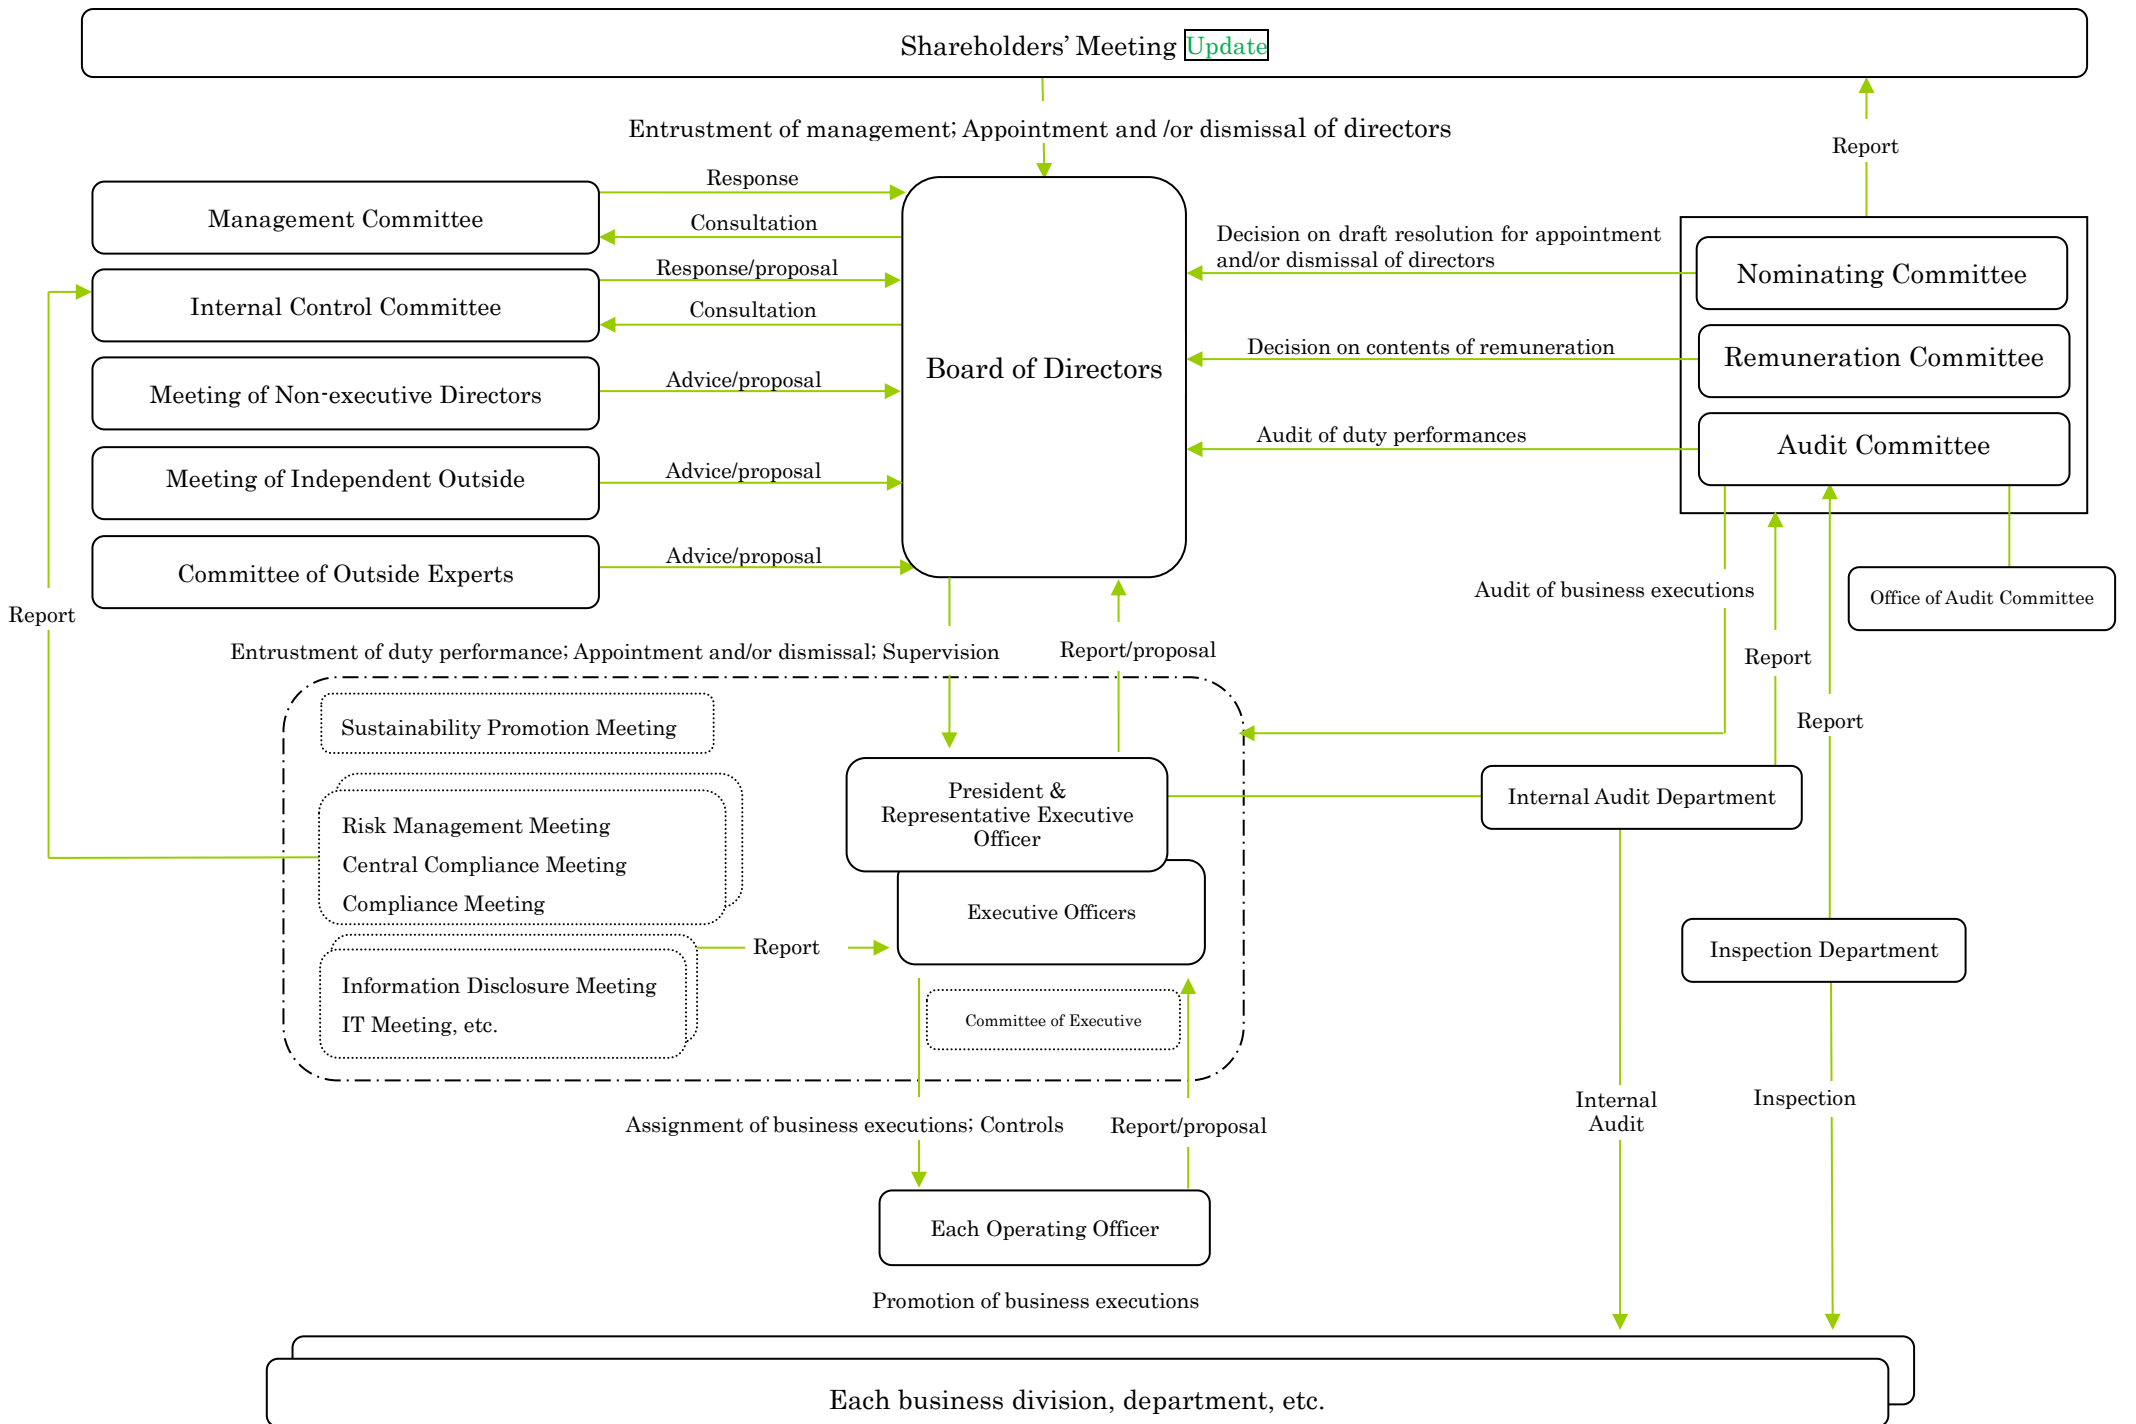 Shareholders’ Meeting Update
Entrustment of management; Appointment and /or dismissal of directors
Report
Response
Management Committee
Consultation
Decision on draft resolution for appointment
and/or dismissal of directors
Nominating Committee
Response/proposal
Internal Control Committee
Consultation
Board of Directors
Decision on contents of remuneration
Remuneration Committee
Advice/proposal
Meeting of Non-executive Directors
Audit of duty performances
Audit Committee
Advice/proposal
Meeting of Independent Outside
Advice/proposal
Committee of Outside Experts
Audit of business executions
Office of Audit Committee
Report
Entrustment of duty performance; Appointment and/or dismissal; Supervision
Report/proposal
Report
Report
Sustainability Promotion Meeting
President &
Representative Executive
Officer
Internal Audit Department
Risk Management Meeting
Central Compliance Meeting
Compliance Meeting
Executive Officers
Report
Inspection Department
Information Disclosure Meeting
IT Meeting, etc.
Committee of Executive
Internal
Audit
Inspection
Assignment of business executions; Controls
Report/proposal
Each Operating Officer
Promotion of business executions
Each business division, department, etc.